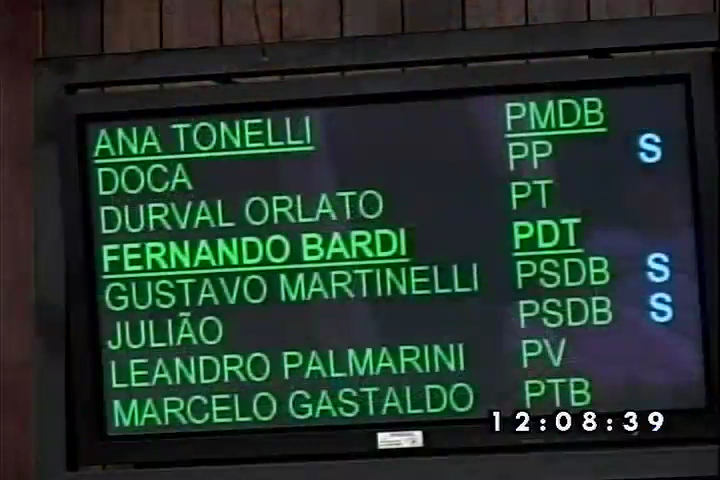 ANA TONELLI PMDB
DOCA PP S
DURVAL ORLATO PT
FERNANDO BARDI PDT
GUSTAVO MARTINELLI PSDB S
JULIÃO PSDB S
LEANDRO PALMARINI PV
MARCELO GASTALDO PTB
12:08:39